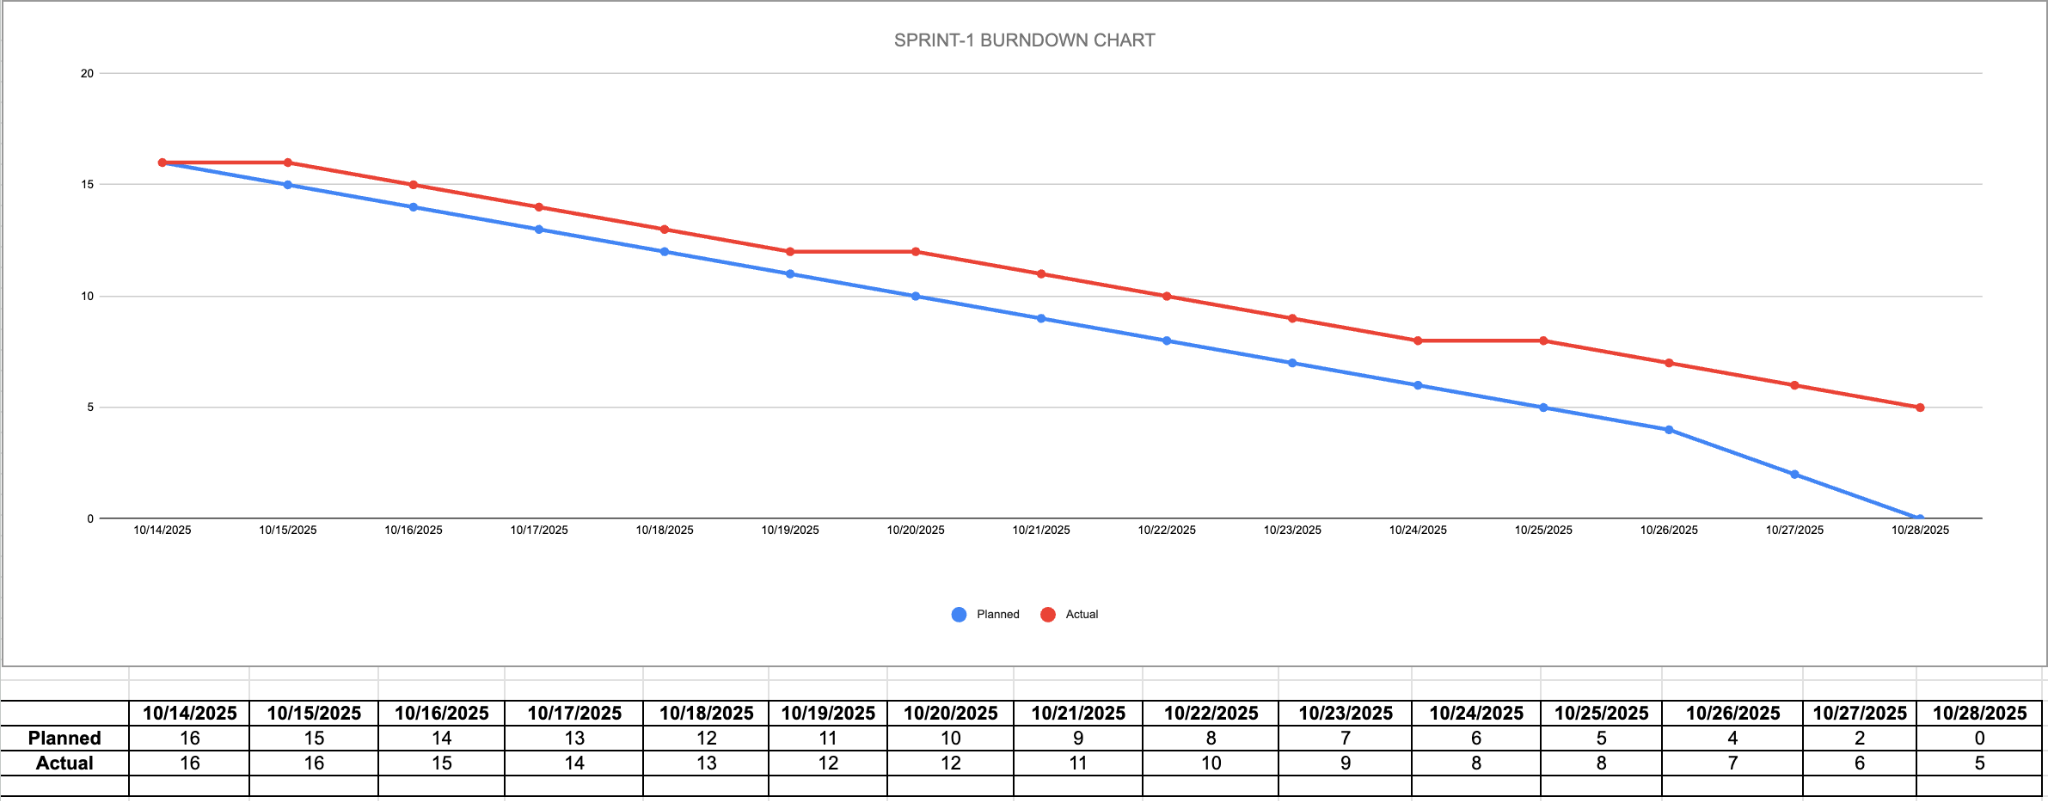 SPRINT-1 BURNDOWN CHART
20
15
10
5
0
10/14/2025 10/15/2025 10/16/2025 10/17/2025 10/18/2025 10/19/2025 10/20/2025 10/21/2025 10/22/2025 10/23/2025 10/24/2025 10/25/2025 10/26/2025 10/27/2025 10/28/2025
Planned Actual
10/14/2025 10/15/2025 10/16/2025 10/17/2025 10/18/2025 10/19/2025 10/20/2025 10/21/2025 10/22/2025 10/23/2025 10/24/2025 10/25/2025 10/26/2025 10/27/2025 10/28/2025
Planned 16 15 14 13 12 11 10 9 8 7 6 5 4 2 0
Actual 16 16 15 14 13 12 12 11 10 9 8 8 7 6 5